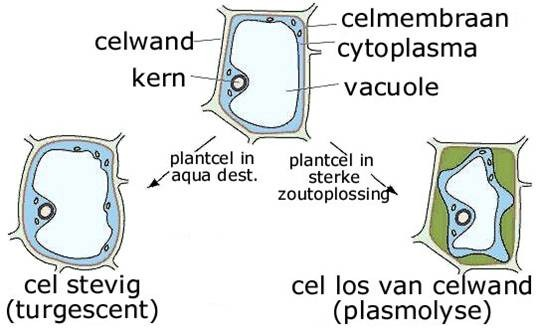 celmembraan
celwand
cytoplasma
kern
vacuole
plantcel in
aqua dest.
plantcel in
sterke
zoutoplossing
cel stevig
(turgescent)
cel los van celwand
(plasmolyse)